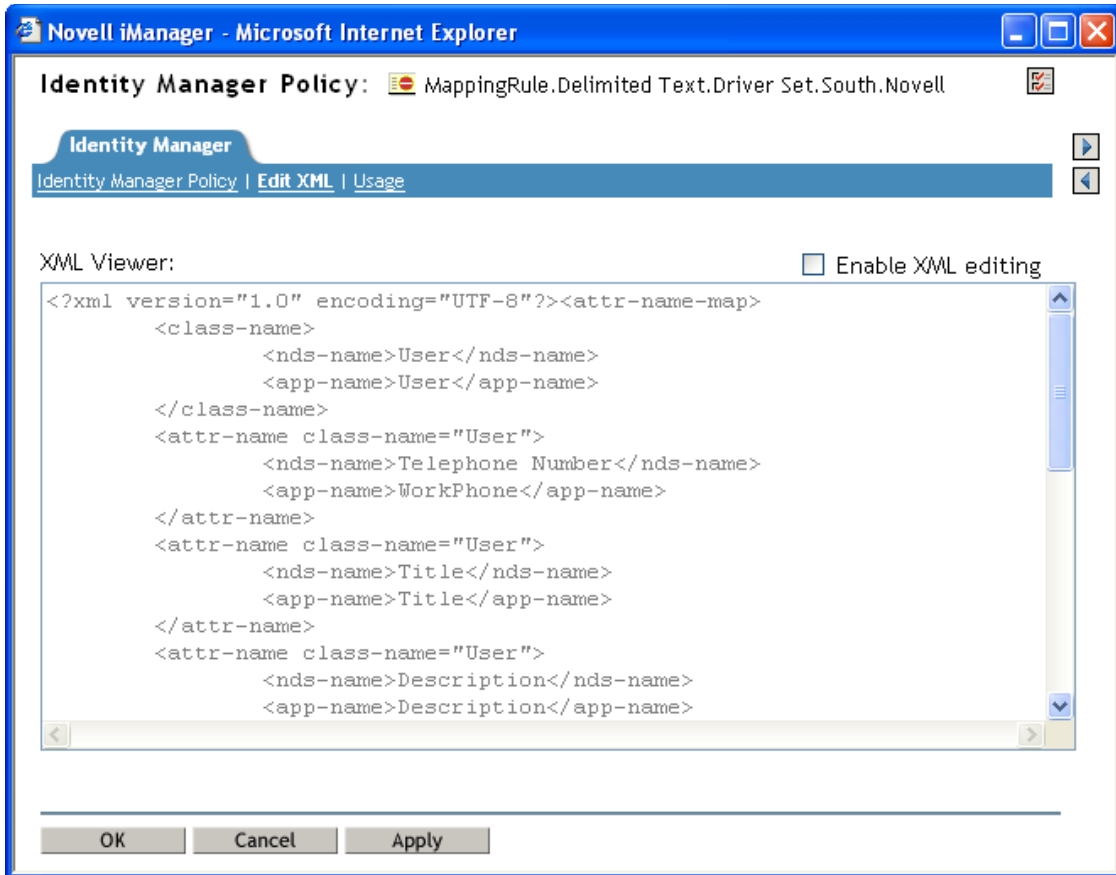 Novell iManager - Microsoft Internet Explorer
Identity Manager Policy: MappingRule.Delimited Text.Driver Set.South.Novell
Identity Manager
Identity Manager Policy | Edit XML | Usage
XML Viewer:
Enable XML editing
<?xml version="1.0" encoding="UTF-8"?><attr-name-map>
<class-name>
<nds-name>User</nds-name>
<app-name>User</app-name>
</class-name>
<attr-name class-name="User">
<nds-name>Telephone Number</nds-name>
<app-name>WorkPhone</app-name>
</attr-name>
<attr-name class-name="User">
<nds-name>Title</nds-name>
<app-name>Title</app-name>
</attr-name>
<attr-name class-name="User">
<nds-name>Description</nds-name>
<app-name>Description</app-name>
OK Cancel Apply